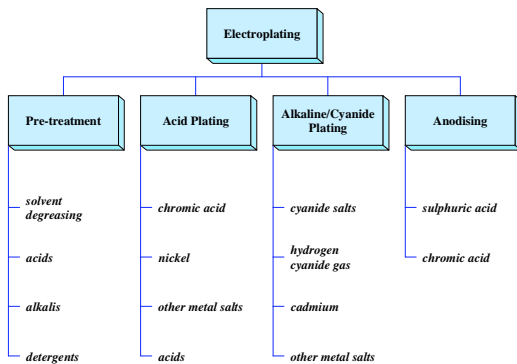 Electroplating
Pre-treatment
Acid Plating
Alkaline/Cyanide
Plating
Anodising
solvent
degreasing
acids
alkalis
detergents
chromic acid
nickel
other metal salts
acids
cyanide salts
hydrogen
cyanide gas
cadmium
other metal salts
sulphuric acid
chromic acid